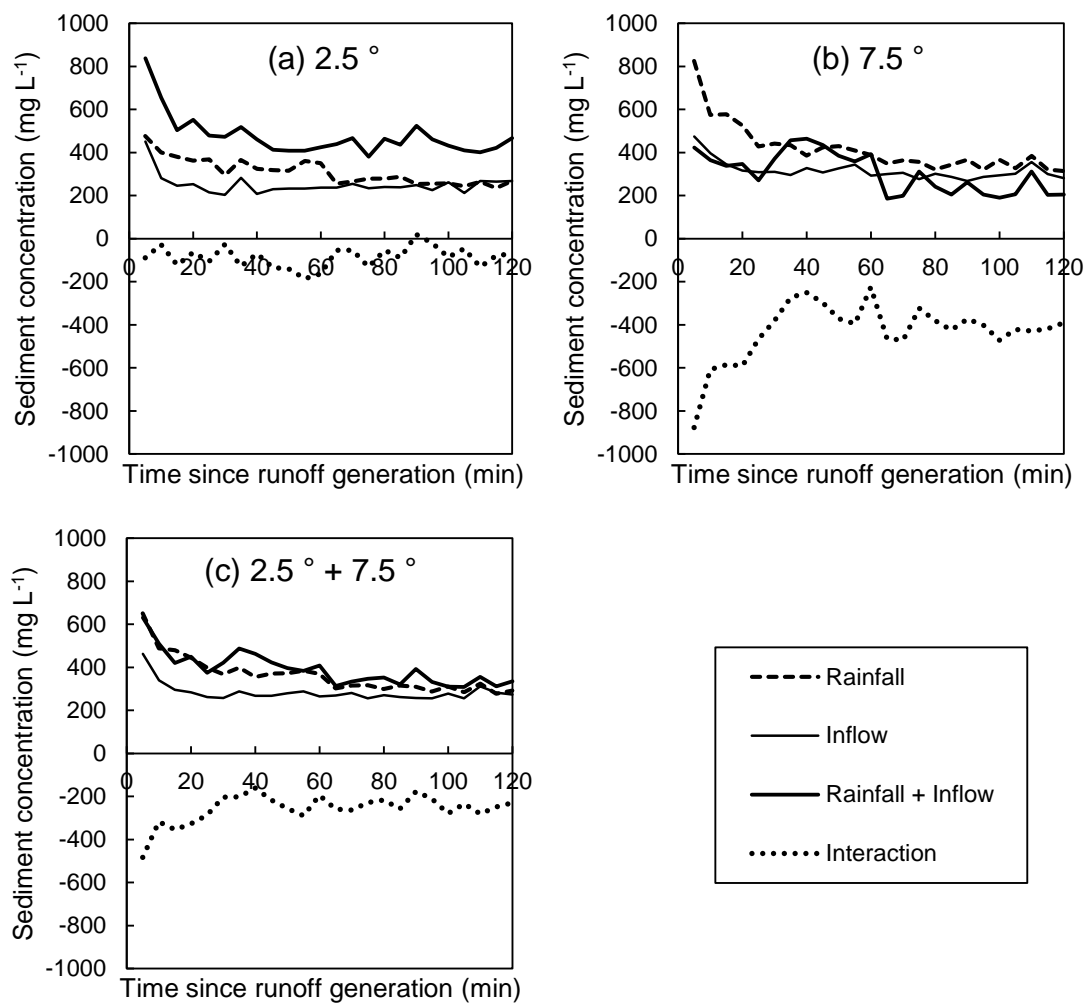 (a) 2.5 °
Sediment concentration (mg L-1)
1000
800
600
400
200
0
-200
-400
-600
-800
-1000
0 20 40 60 80 100 120
Time since runoff generation (min)
(b) 7.5 °
Sediment concentration (mg L-1)
1000
800
600
400
200
0
-200
-400
-600
-800
-1000
0 20 40 60 80 100 120
Time since runoff generation (min)
(c) 2.5 ° + 7.5 °
Sediment concentration (mg L-1)
1000
800
600
400
200
0
-200
-400
-600
-800
-1000
0 20 40 60 80 100 120
Time since runoff generation (min)
Rainfall
Inflow
Rainfall + Inflow
Interaction